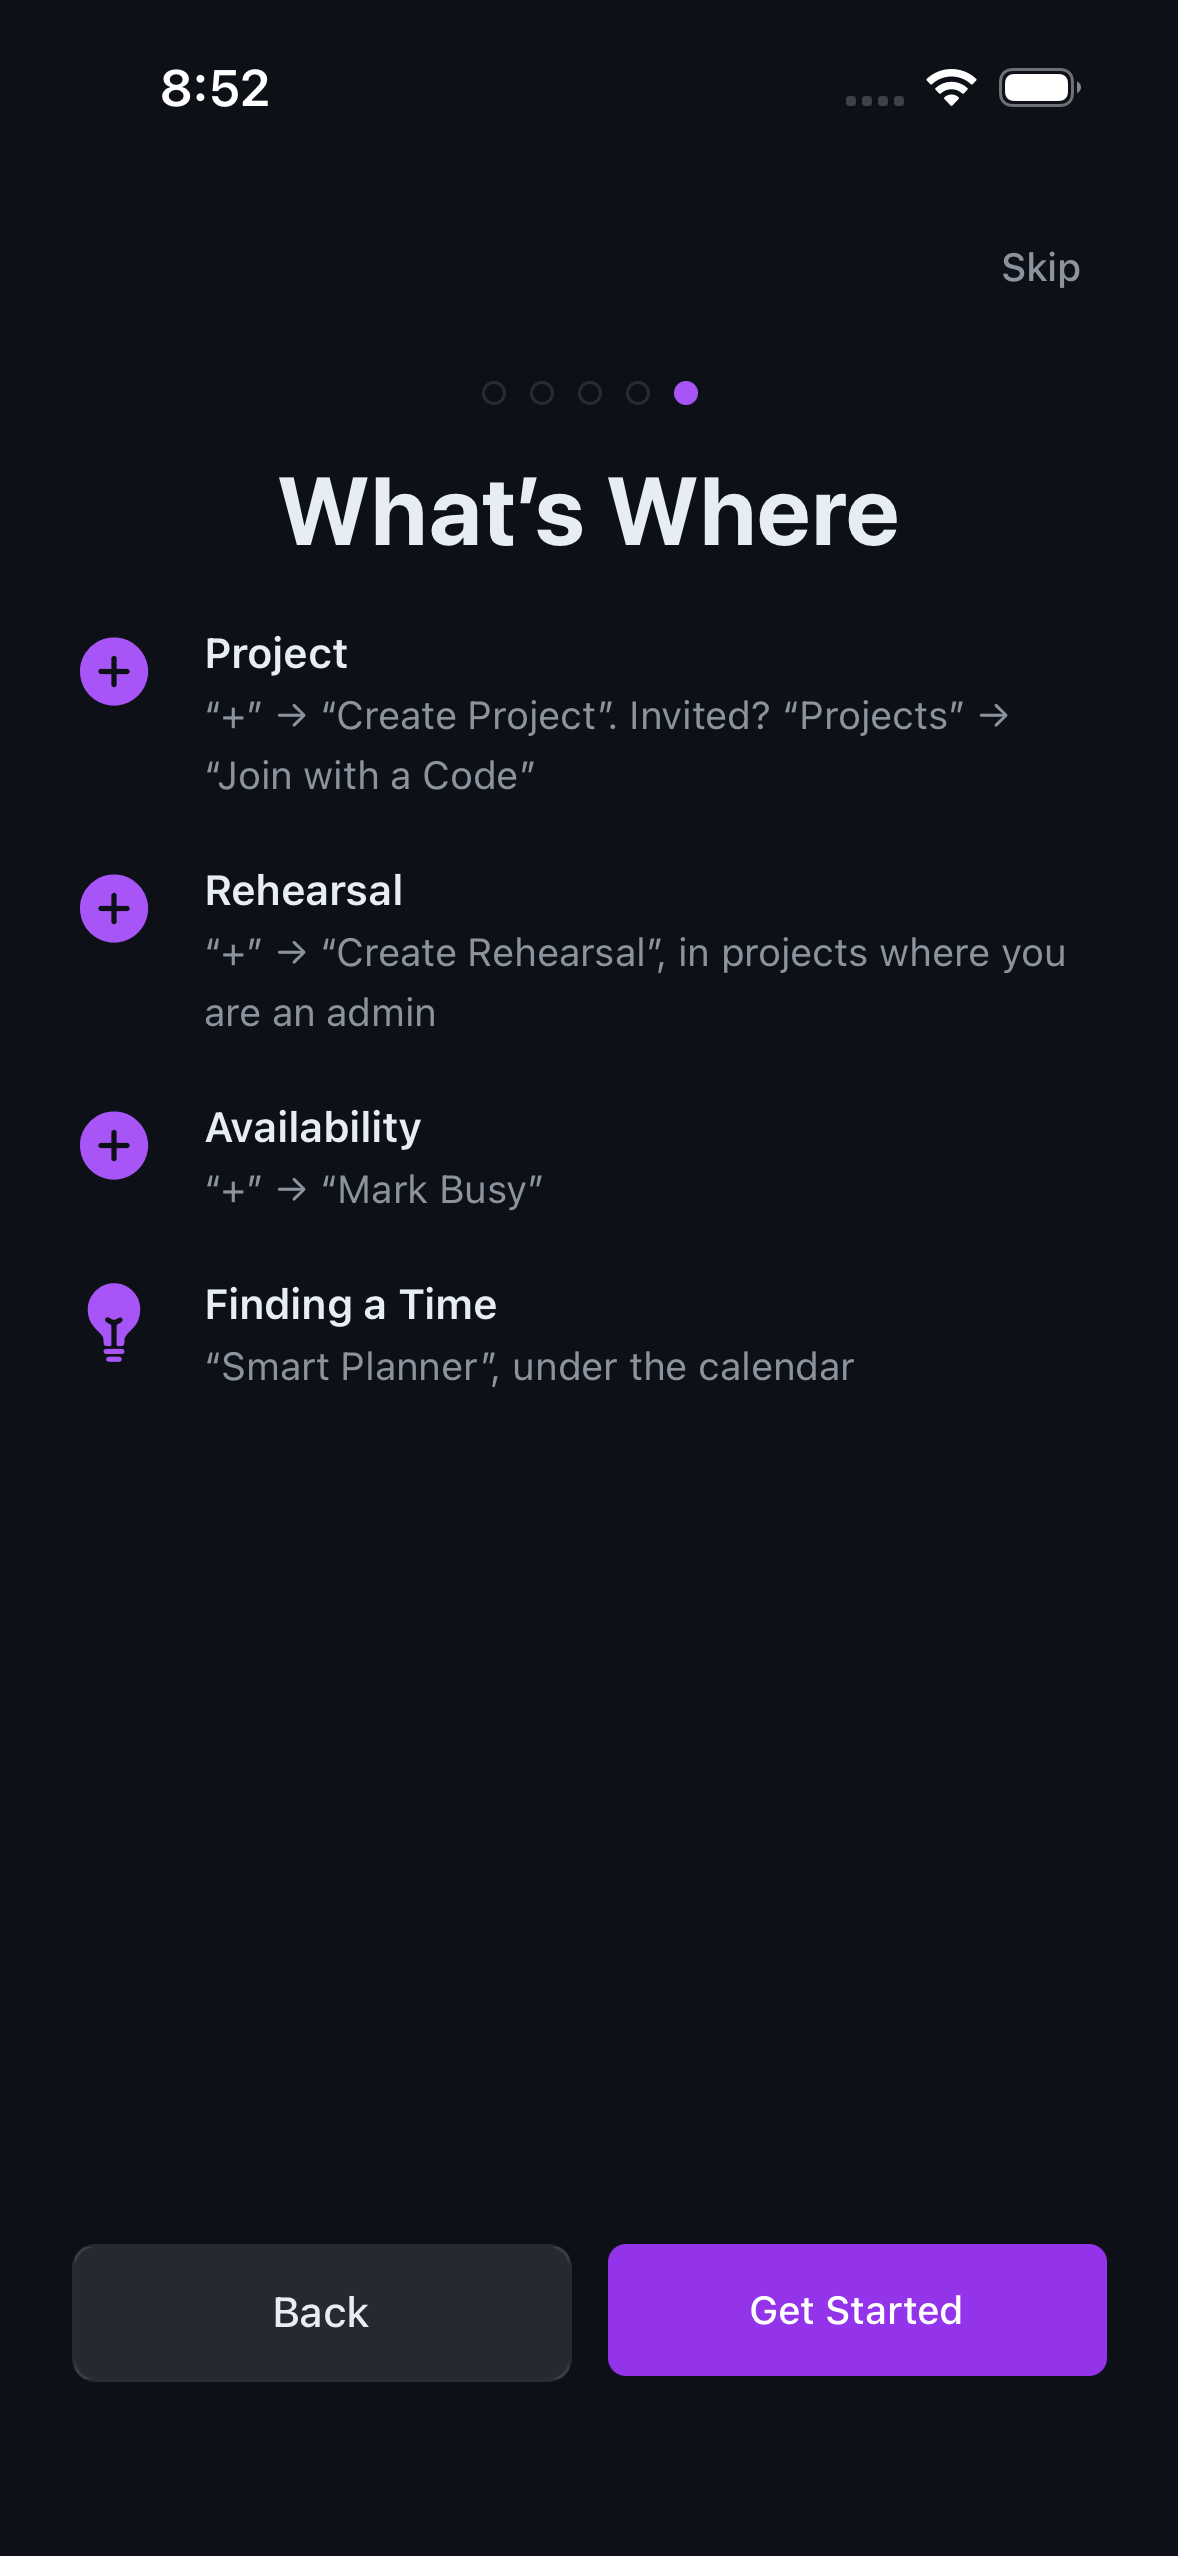 8:52
Skip
What’s Where
Project
“+” → “Create Project”. Invited? “Projects” →
“Join with a Code”
Rehearsal
“+” → “Create Rehearsal”, in projects where you
are an admin
Availability
“+” → “Mark Busy”
Finding a Time
“Smart Planner”, under the calendar
Back
Get Started